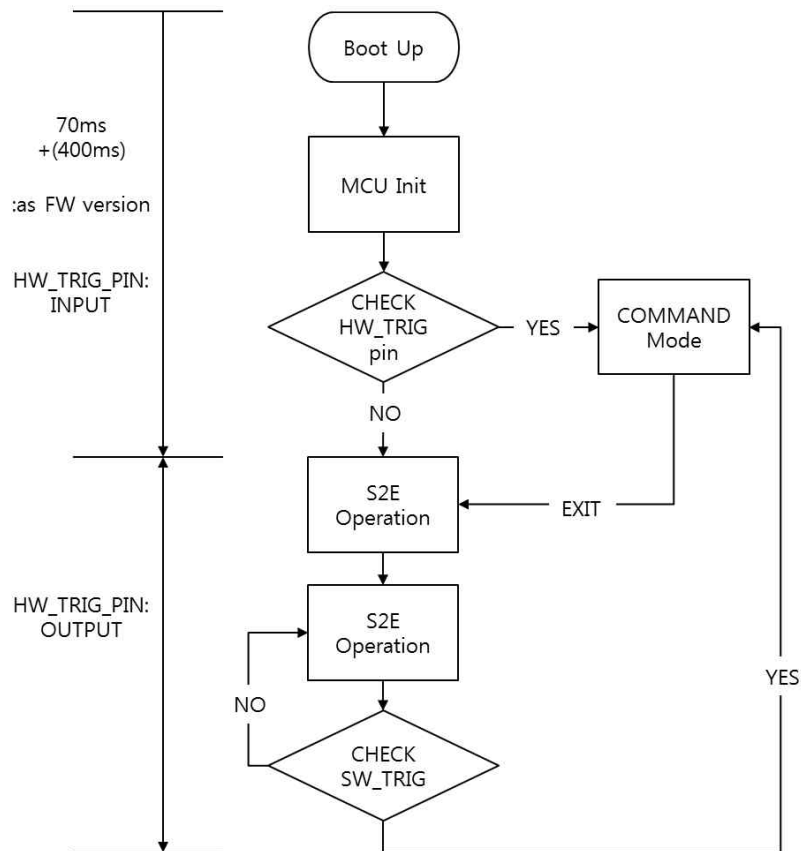 Boot Up
70ms
+(400ms)
:as FW version
MCU Init
HW_TRIG_PIN:
INPUT
CHECK
HW_TRIG
pin
YES
COMMAND
Mode
NO
S2E
Operation
EXIT
HW_TRIG_PIN:
OUTPUT
S2E
Operation
NO
YES
CHECK
SW_TRIG